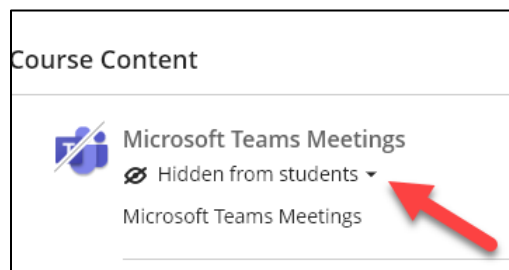 Course Content
Microsoft Teams Meetings
Hidden from students
Microsoft Teams Meetings